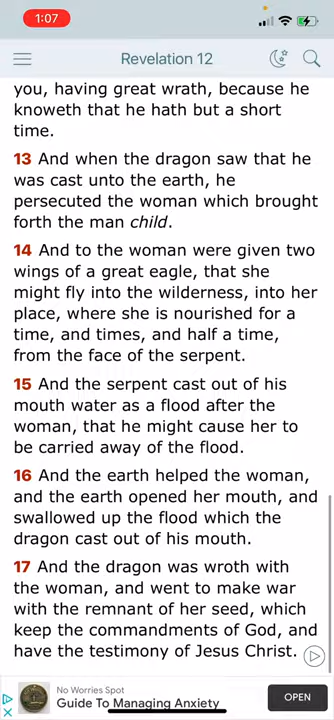 1:07
Revelation 12
you, having great wrath, because he
knoweth that he hath but a short
time.
13 And when the dragon saw that he
was cast unto the earth, he
persecuted the woman which brought
forth the man child.
14 And to the woman were given two
wings of a great eagle, that she
might fly into the wilderness, into her
place, where she is nourished for a
time, and times, and half a time,
from the face of the serpent.
15 And the serpent cast out of his
mouth water as a flood after the
woman, that he might cause her to
be carried away of the flood.
16 And the earth helped the woman,
and the earth opened her mouth, and
swallowed up the flood which the
dragon cast out of his mouth.
17 And the dragon was wroth with
the woman, and went to make war
with the remnant of her seed, which
keep the commandments of God, and
have the testimony of Jesus Christ.
No Worries Spot
Guide To Managing Anxiety
OPEN